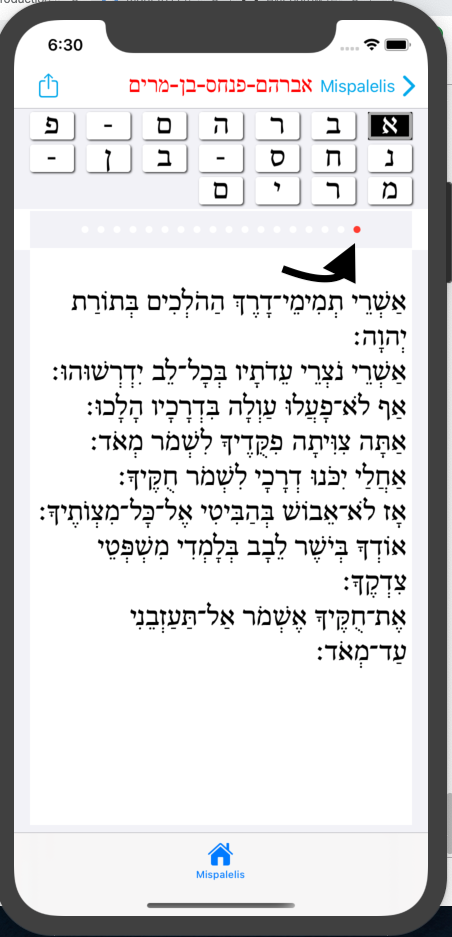 6:30
Mispalelis אברהם-פנחס-בן-מרים
א ב ר ה ם - פ
נ ח ס - ב ן -
מ ר י ם
אַשְׁרֵי תְמִימֵי־דָרֶךְ הַהֹלְכִים בְּתוֹרַת
יְהוָה:
אַשְׁרֵי נֹצְרֵי עֵדֹתָיו בְּכָל־לֵב יִדְרְשׁוּהוּ:
אַף לֹא־פָעֲלוּ עַוְלָה בִּדְרָכָיו הָלָכוּ:
אַתָּה צִוִּיתָה פִקֻּדֶיךָ לִשְׁמֹר מְאֹד:
אַחֲלַי יִכֹּנוּ דְרָכָי לִשְׁמֹר חֻקֶּיךָ:
אָז לֹא־אֵבוֹשׁ בְּהַבִּיטִי אֶל־כָּל־מִצְוֹתֶיךָ:
אוֹדְךָ בְּיֹשֶׁר לֵבָב בְּלָמְדִי מִשְׁפְּטֵי
צִדְקֶךָ:
אֶת־חֻקֶּיךָ אֶשְׁמֹר אַל־תַּעַזְבֵנִי
עַד־מְאֹד:
Mispalelis